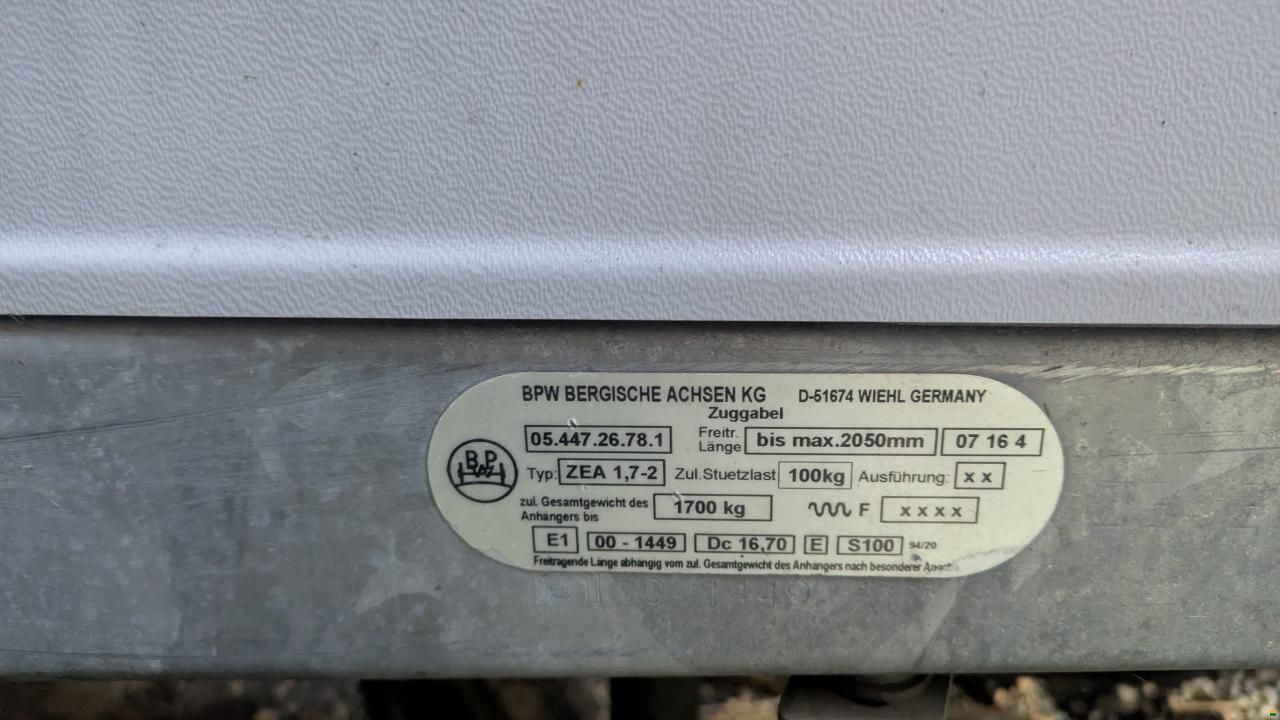 BPW BERGISCHE ACHSEN KG D-51674 WIEHL GERMANY
Zuggabel
05.447.26.78.1 Freitr. Länge bis max.2050mm 07 16 4
BPW
Typ: ZEA 1,7-2 Zul.Stuetzlast 100kg Ausführung: x x
zul. Gesamtgewicht des Anhangers bis 1700 kg F x x x x
E1 00 - 1449 Dc 16,70 E S100 94/20
Freitragende Länge abhängig vom zul. Gesamtgewicht des Anhangers nach besonderer